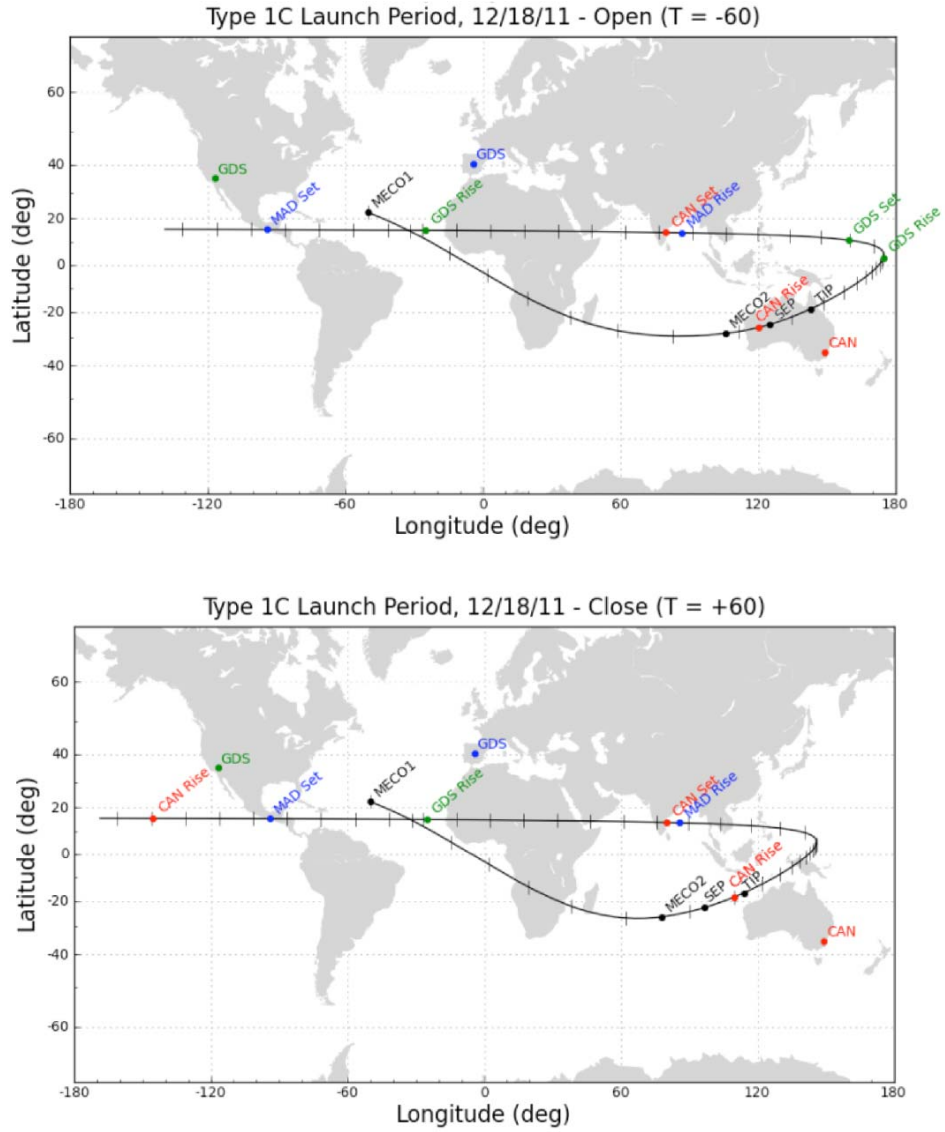 Type 1C Launch Period, 12/18/11 - Open (T = -60)
60
40
20
0
-20
-40
-60
Latitude (deg)
GDS
MAD Set
MECO1
GDS
GDS Rise
CAN Set
MAD Rise
GDS Set
GDS Rise
MECO2
CAN Rise
SEP
TIP
CAN
-180
-120
-60
0
60
120
180
Longitude (deg)
Type 1C Launch Period, 12/18/11 - Close (T = +60)
60
40
20
0
-20
-40
-60
Latitude (deg)
CAN Rise
GDS
MAD Set
MECO1
GDS
GDS Rise
CAN Set
MAD Rise
MECO2
SEP
CAN Rise
TIP
CAN
-180
-120
-60
0
60
120
180
Longitude (deg)